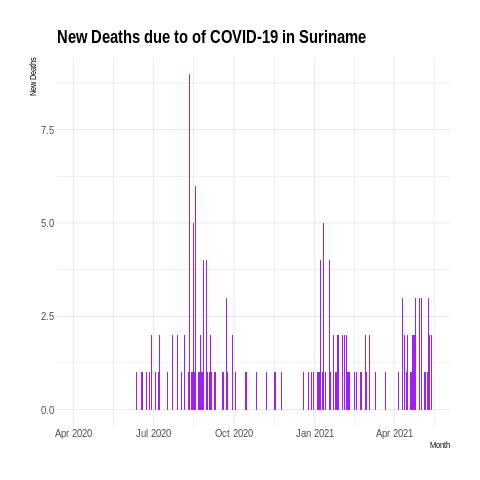 New Deaths due to of COVID-19 in Suriname
New Deaths
7.5
5.0
2.5
0.0
Apr 2020 Jul 2020 Oct 2020 Jan 2021 Apr 2021
Month